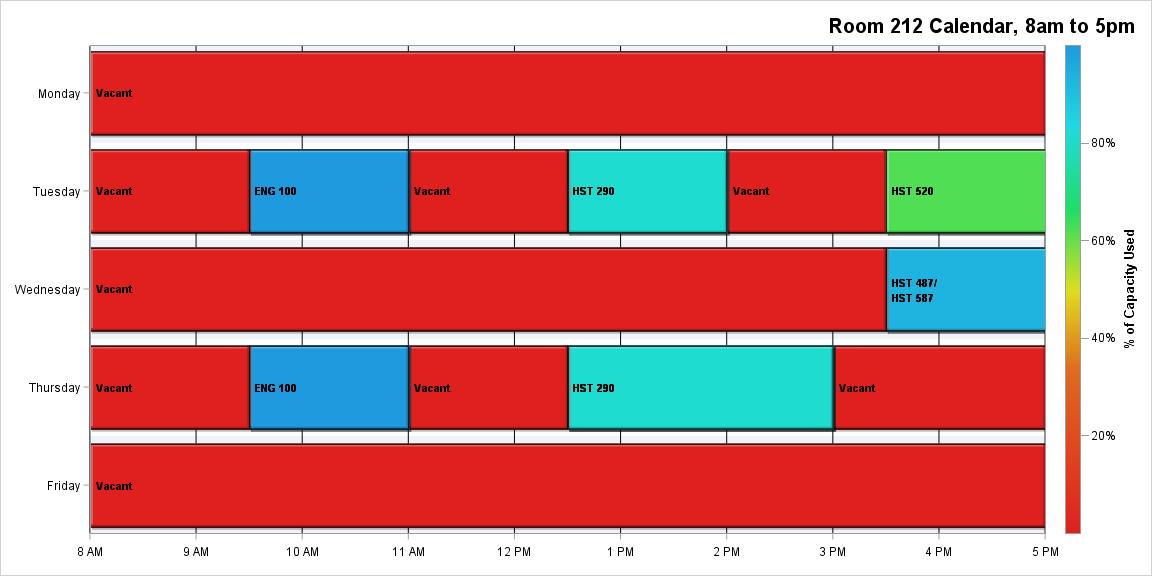 Room 212 Calendar, 8am to 5pm
Monday
Vacant
Tuesday
Vacant
ENG 100
Vacant
HST 290
Vacant
HST 520
Wednesday
Vacant
HST 487/
HST 587
Thursday
Vacant
ENG 100
Vacant
HST 290
Vacant
Friday
Vacant
8 AM
9 AM
10 AM
11 AM
12 PM
1 PM
2 PM
3 PM
4 PM
5 PM
80%
60%
40%
20%
% of Capacity Used